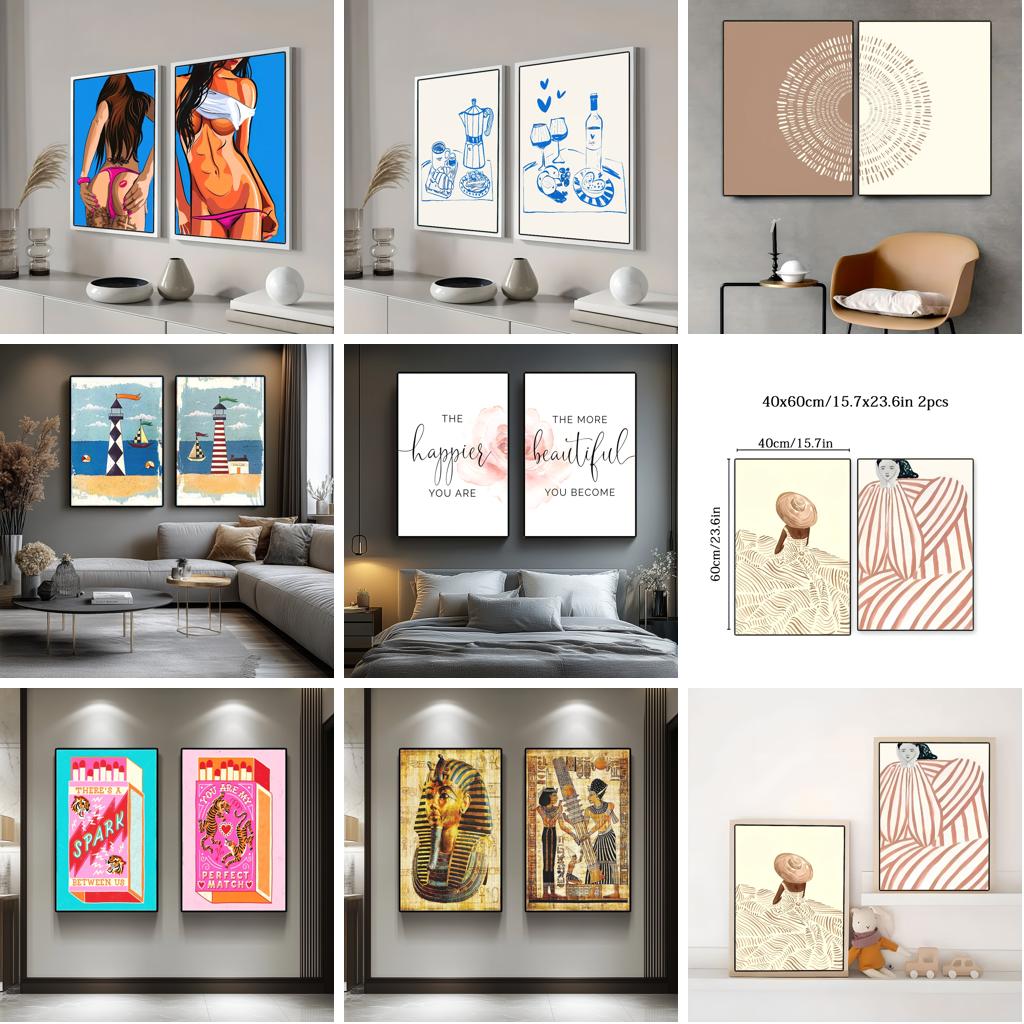 THE
happier
YOU ARE
THE MORE
beautiful
YOU BECOME
40x60cm/15.7x23.6in 2pcs
40cm/15.7in
60cm/23.6in
THERE'S A
SPARK
BETWEEN US
YOU ARE MY
PERFECT
MATCH